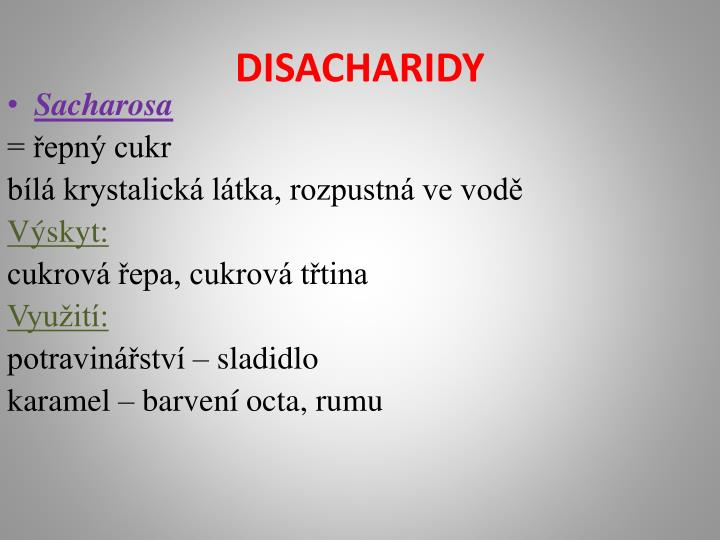 DISACHARIDY
• Sacharosa
= řepný cukr
bílá krystalická látka, rozpustná ve vodě
Výskyt:
cukrová řepa, cukrová třtina
Využití:
potravinářství – sladidlo
karamel – barvení octa, rumu